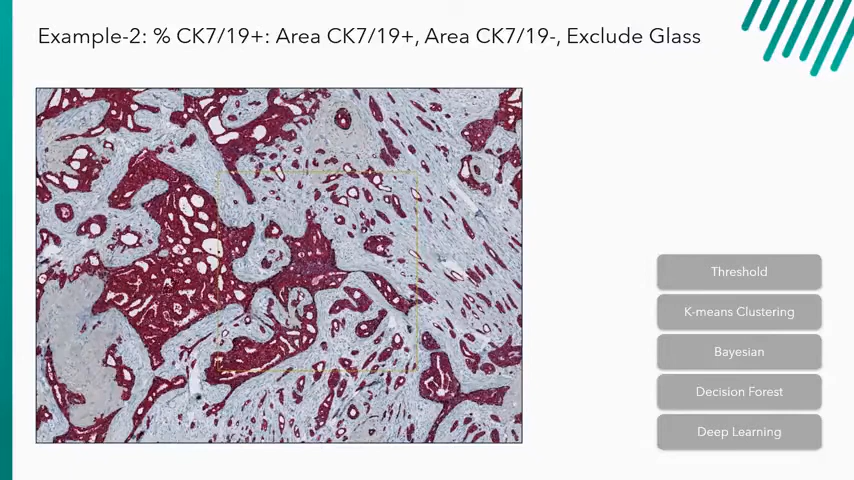 Example-2: % CK7/19+: Area CK7/19+, Area CK7/19-, Exclude Glass
Threshold
K-means Clustering
Bayesian
Decision Forest
Deep Learning